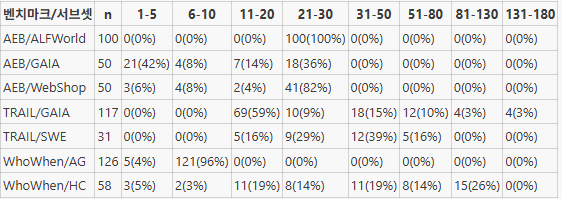 벤치마크/서브셋 n 1-5 6-10 11-20 21-30 31-50 51-80 81-130 131-180
AEB/ALFWorld 100 0(0%) 0(0%) 0(0%) 100(100%) 0(0%) 0(0%) 0(0%) 0(0%)
AEB/GAIA 50 21(42%) 4(8%) 7(14%) 18(36%) 0(0%) 0(0%) 0(0%) 0(0%)
AEB/WebShop 50 3(6%) 4(8%) 2(4%) 41(82%) 0(0%) 0(0%) 0(0%) 0(0%)
TRAIL/GAIA 117 0(0%) 0(0%) 69(59%) 10(9%) 18(15%) 12(10%) 4(3%) 4(3%)
TRAIL/SWE 31 0(0%) 0(0%) 5(16%) 9(29%) 12(39%) 5(16%) 0(0%) 0(0%)
WhoWhen/AG 126 5(4%) 121(96%) 0(0%) 0(0%) 0(0%) 0(0%) 0(0%) 0(0%)
WhoWhen/HC 58 3(5%) 2(3%) 11(19%) 8(14%) 11(19%) 8(14%) 15(26%) 0(0%)